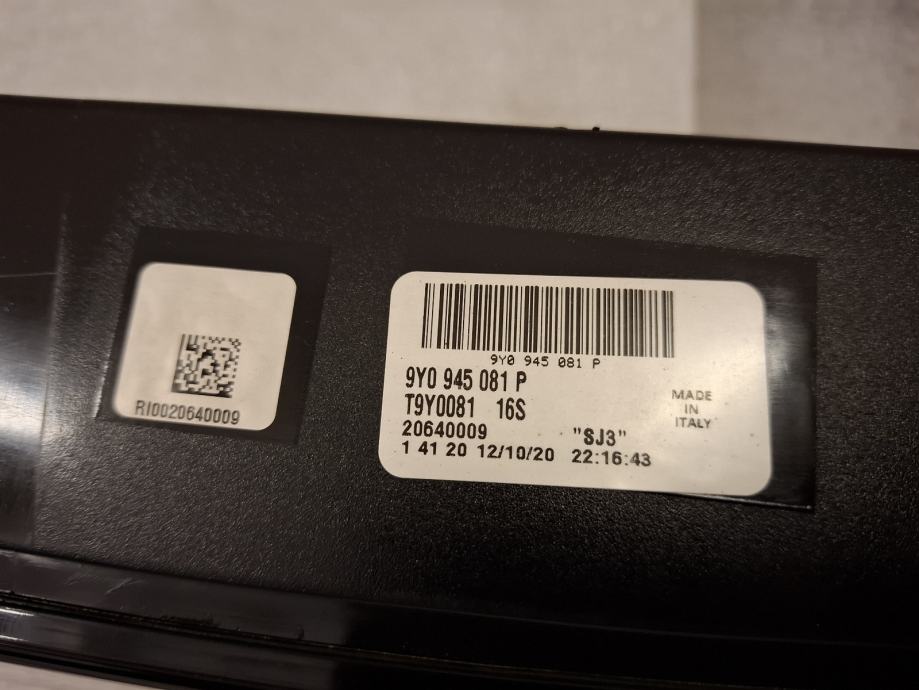 RI0020640009
9Y0 945 081 P
9Y0 945 081 P
T9Y0081 16S
20640009 "SJ3"
1 41 20 12/10/20 22:16:43
MADE
IN
ITALY